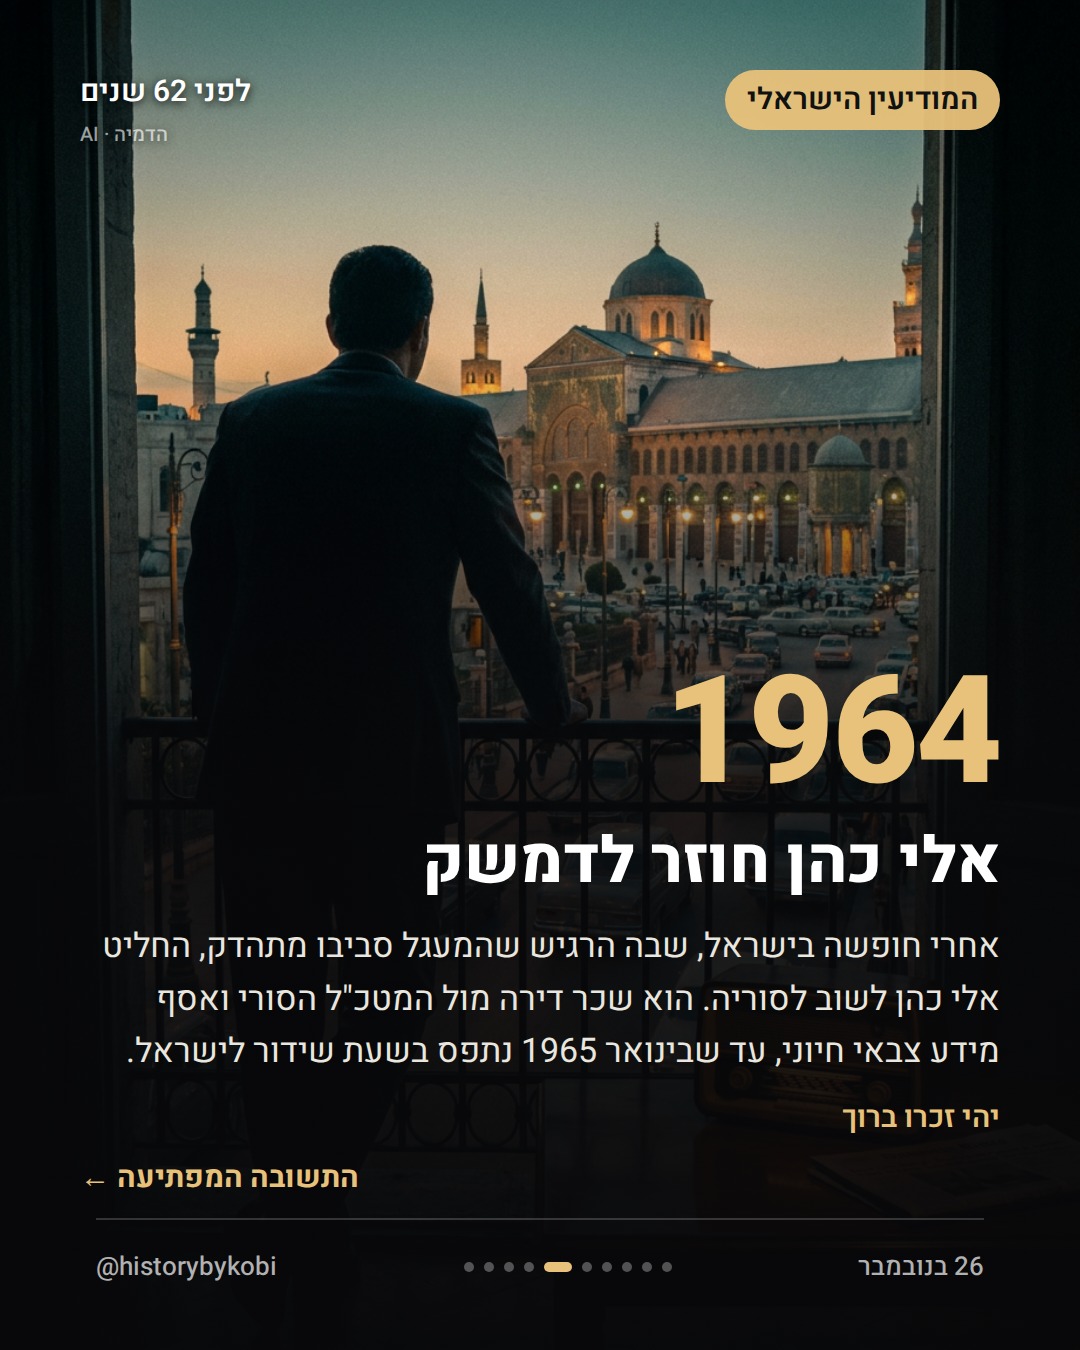 המודיעין הישראלי
לפני 62 שנים
הדמיה · AI
1964
אלי כהן חוזר לדמשק
אחרי חופשה בישראל, שבה הרגיש שהמעגל סביבו מתהדק, החליט
אלי כהן לשוב לסוריה. הוא שכר דירה מול המטכ"ל הסורי ואסף
מידע צבאי חיוני, עד שבינואר 1965 נתפס בשעת שידור לישראל.
יהי זכרו ברוך
התשובה המפתיעה ←
26 בנובמבר
@historybykobi